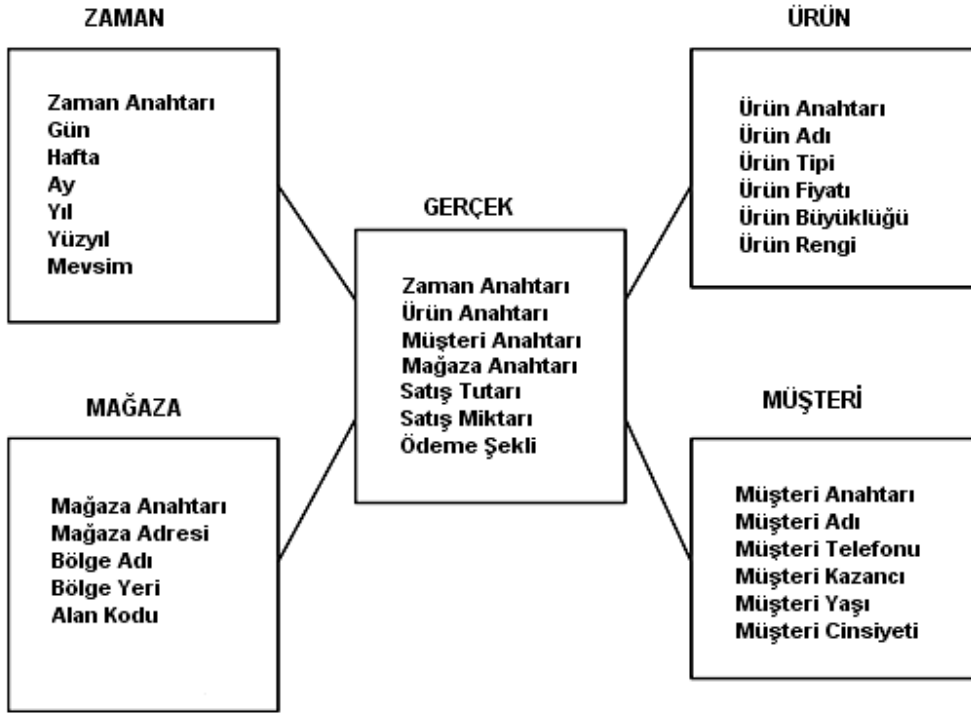 ZAMAN
Zaman Anahtarı
Gün
Hafta
Ay
Yıl
Yüzyıl
Mevsim
ÜRÜN
Ürün Anahtarı
Ürün Adı
Ürün Tipi
Ürün Fiyatı
Ürün Büyüklüğü
Ürün Rengi
GERÇEK
Zaman Anahtarı
Ürün Anahtarı
Müşteri Anahtarı
Mağaza Anahtarı
Satış Tutarı
Satış Miktarı
Ödeme Şekli
MAĞAZA
Mağaza Anahtarı
Mağaza Adresi
Bölge Adı
Bölge Yeri
Alan Kodu
MÜŞTERİ
Müşteri Anahtarı
Müşteri Adı
Müşteri Telefonu
Müşteri Kazancı
Müşteri Yaşı
Müşteri Cinsiyeti